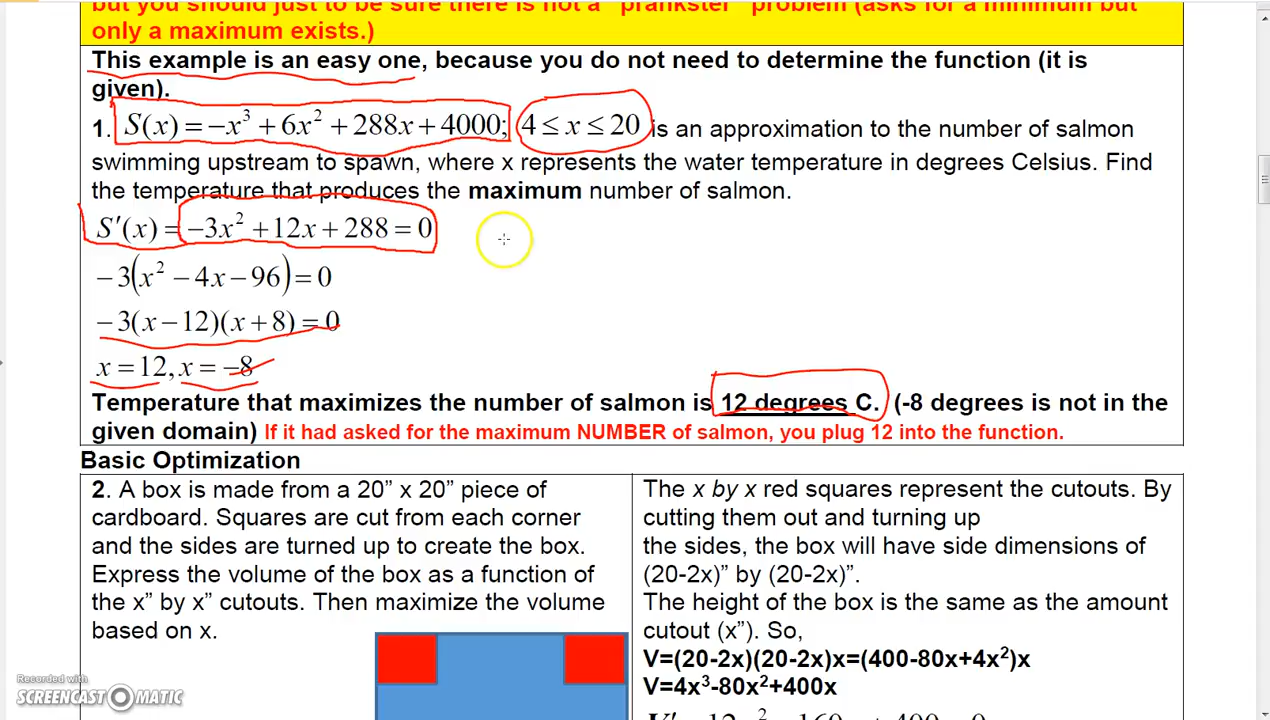 but you should just to be sure there is not a "prankster" problem (asks for a minimum but
only a maximum exists.)
This example is an easy one, because you do not need to determine the function (it is
given).
1. S(x) = −x³ + 6x² + 288x + 4000; 4 ≤ x ≤ 20 is an approximation to the number of salmon
swimming upstream to spawn, where x represents the water temperature in degrees Celsius. Find
the temperature that produces the maximum number of salmon.
S′(x) = −3x² + 12x + 288 = 0
−3(x² − 4x − 96) = 0
−3(x − 12)(x + 8) = 0
x = 12, x = −8
Temperature that maximizes the number of salmon is 12 degrees C. (-8 degrees is not in the
given domain) If it had asked for the maximum NUMBER of salmon, you plug 12 into the function.
Basic Optimization
2. A box is made from a 20” x 20” piece of
cardboard. Squares are cut from each corner
and the sides are turned up to create the box.
Express the volume of the box as a function of
the x” by x” cutouts. Then maximize the volume
based on x.
The x by x red squares represent the cutouts. By
cutting them out and turning up
the sides, the box will have side dimensions of
(20-2x)” by (20-2x)”.
The height of the box is the same as the amount
cutout (x”). So,
V=(20-2x)(20-2x)x=(400-80x+4x²)x
V=4x³-80x²+400x
Recorded with
SCREENCAST-O-MATIC